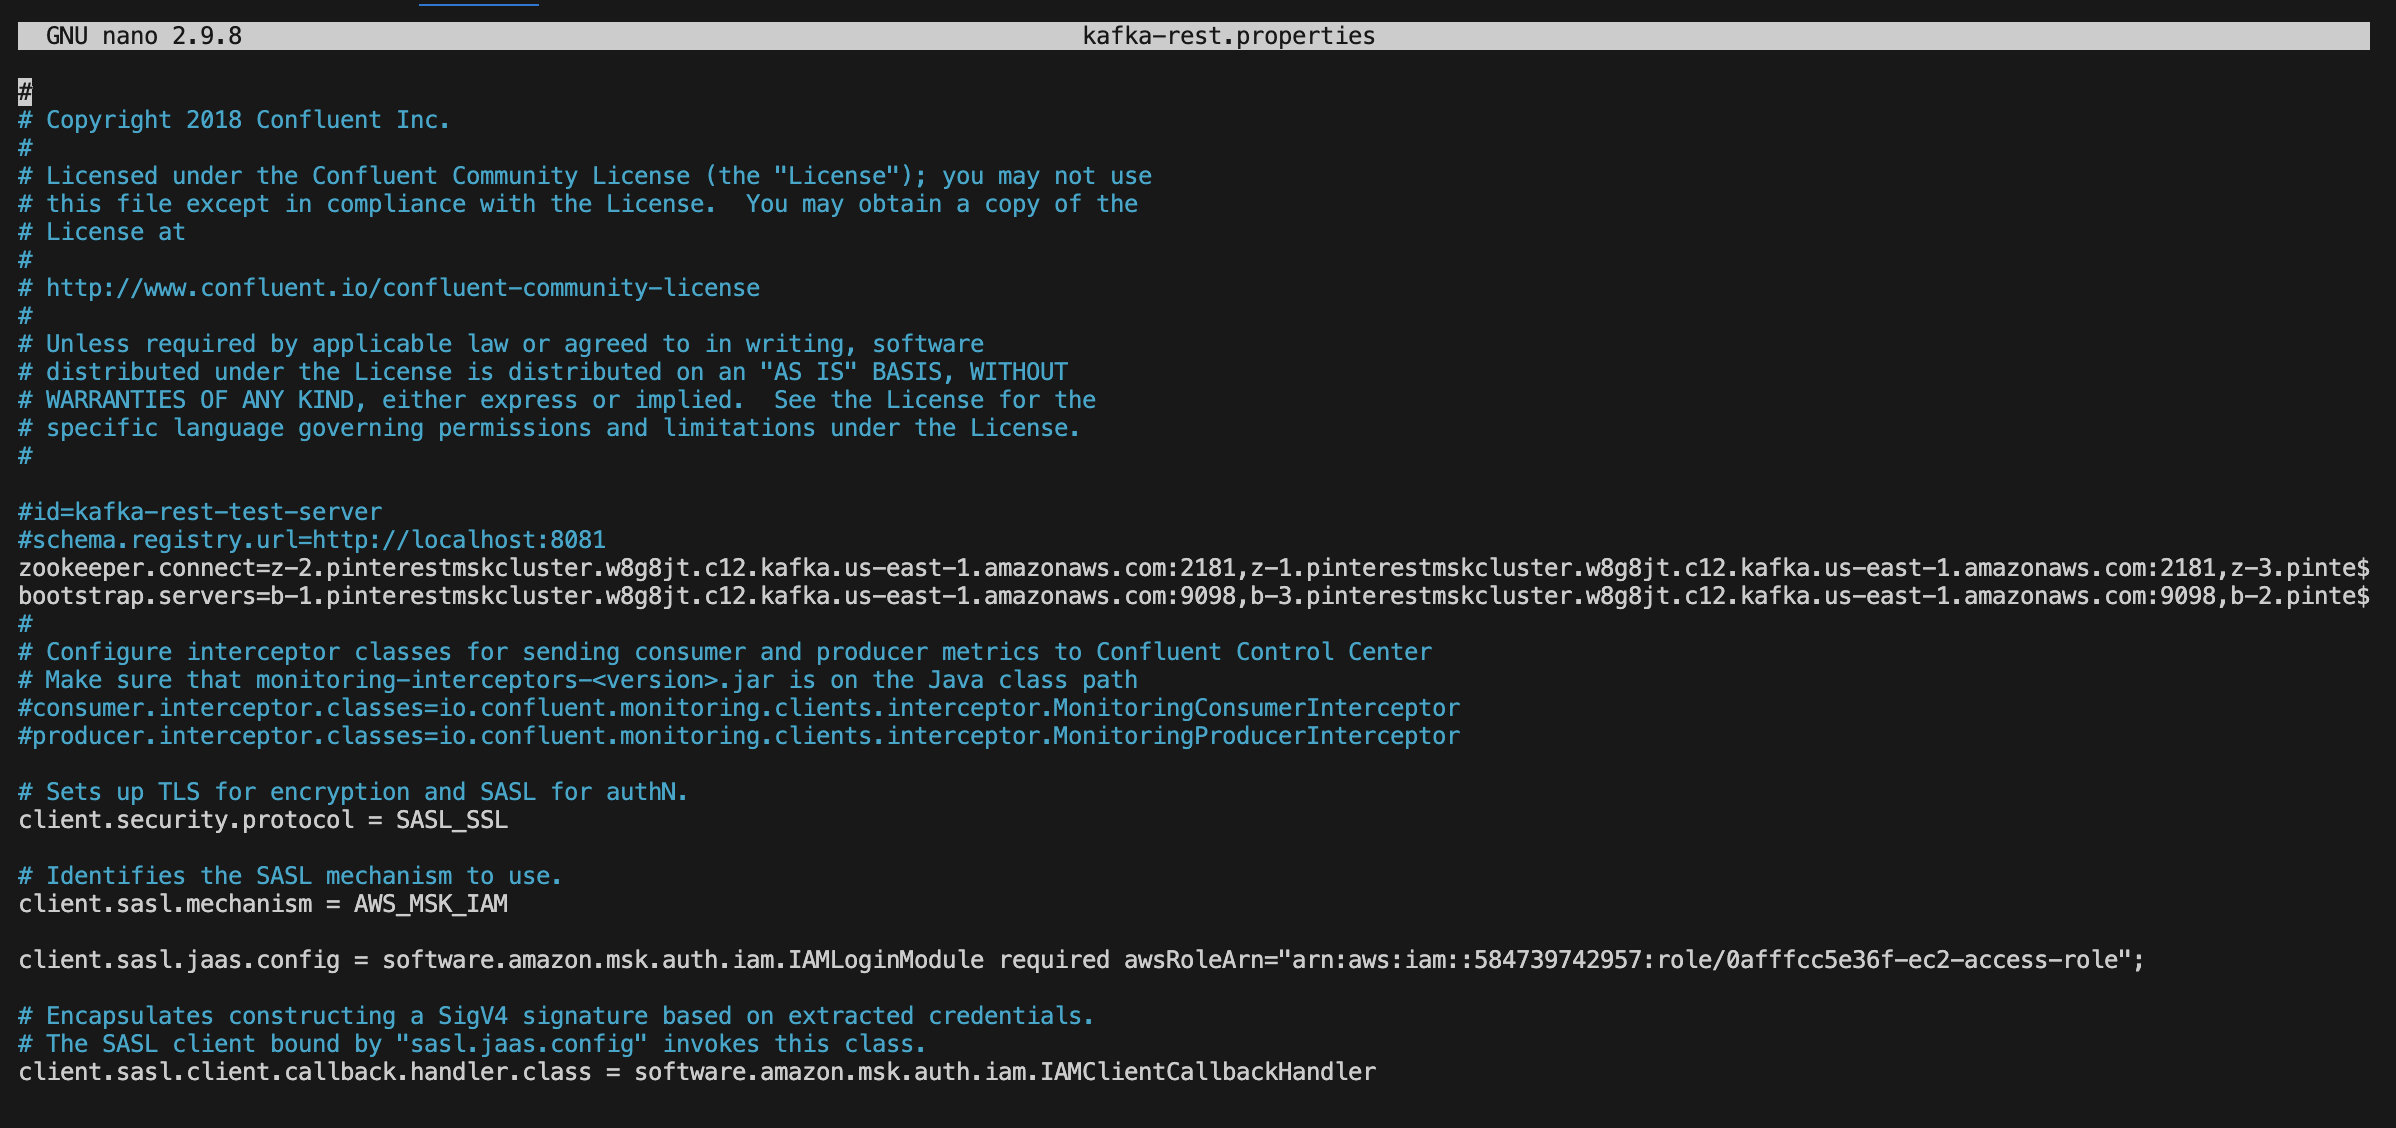 GNU nano 2.9.8 kafka-rest.properties
#
# Copyright 2018 Confluent Inc.
#
# Licensed under the Confluent Community License (the "License"); you may not use
# this file except in compliance with the License.  You may obtain a copy of the
# License at
#
# http://www.confluent.io/confluent-community-license
#
# Unless required by applicable law or agreed to in writing, software
# distributed under the License is distributed on an "AS IS" BASIS, WITHOUT
# WARRANTIES OF ANY KIND, either express or implied.  See the License for the
# specific language governing permissions and limitations under the License.
#
#id=kafka-rest-test-server
#schema.registry.url=http://localhost:8081
zookeeper.connect=z-2.pinterestmskcluster.w8g8jt.c12.kafka.us-east-1.amazonaws.com:2181,z-1.pinterestmskcluster.w8g8jt.c12.kafka.us-east-1.amazonaws.com:2181,z-3.pinte$
bootstrap.servers=b-1.pinterestmskcluster.w8g8jt.c12.kafka.us-east-1.amazonaws.com:9098,b-3.pinterestmskcluster.w8g8jt.c12.kafka.us-east-1.amazonaws.com:9098,b-2.pinte$
#
# Configure interceptor classes for sending consumer and producer metrics to Confluent Control Center
# Make sure that monitoring-interceptors-<version>.jar is on the Java class path
#consumer.interceptor.classes=io.confluent.monitoring.clients.interceptor.MonitoringConsumerInterceptor
#producer.interceptor.classes=io.confluent.monitoring.clients.interceptor.MonitoringProducerInterceptor
# Sets up TLS for encryption and SASL for authN.
client.security.protocol = SASL_SSL
# Identifies the SASL mechanism to use.
client.sasl.mechanism = AWS_MSK_IAM
client.sasl.jaas.config = software.amazon.msk.auth.iam.IAMLoginModule required awsRoleArn="arn:aws:iam::584739742957:role/0afffcc5e36f-ec2-access-role";
# Encapsulates constructing a SigV4 signature based on extracted credentials.
# The SASL client bound by "sasl.jaas.config" invokes this class.
client.sasl.client.callback.handler.class = software.amazon.msk.auth.iam.IAMClientCallbackHandler